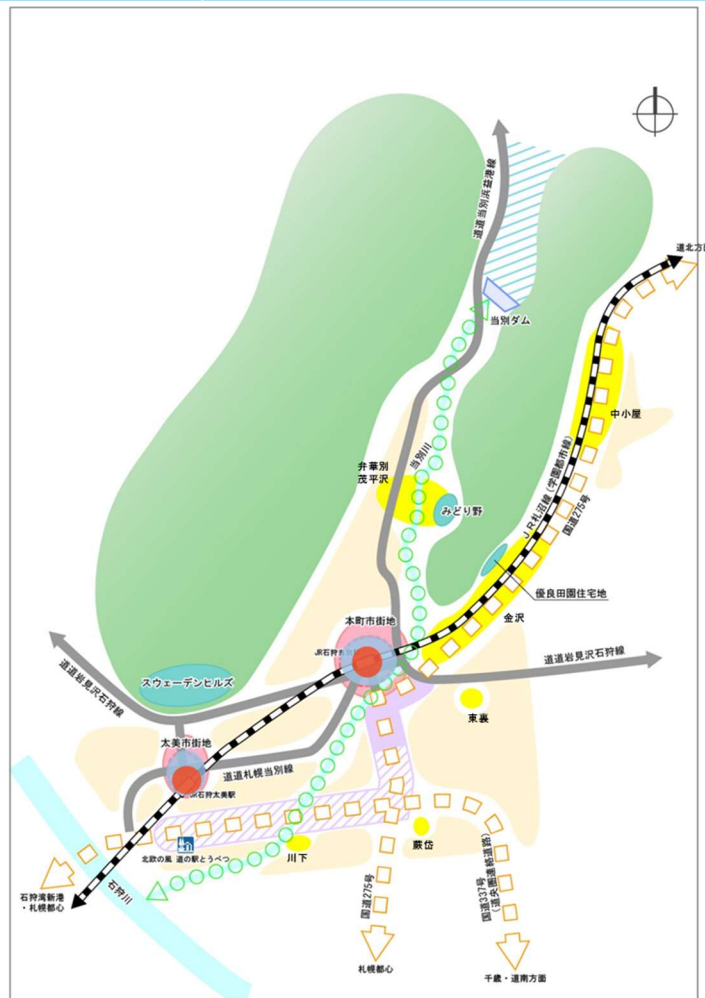 道道当別浜益港線
道北方面
当別ダム
中小屋
当別川
弁華別
茂平沢
みどり野
JR札沼線(学園都市線)
国道275号
優良田園住宅地
金沢
本町市街地
道道岩見沢石狩線
スウェーデンヒルズ
道道岩見沢石狩線
東裏
太美市街地
道道札幌当別線
JR石狩太美駅
北欧の風 道の駅とうべつ
川下
蕨岱
石狩川
石狩湾新港
・札幌都心
国道275号
国道337号
(道央圏連絡道路)
札幌都心
千歳・道南方面